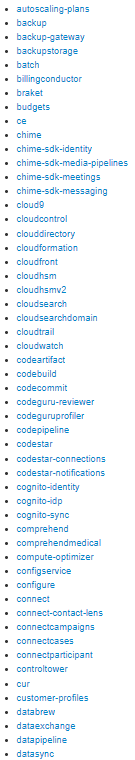 autoscaling-plans
backup
backup-gateway
backupstorage
batch
billingconductor
braket
budgets
ce
chime
chime-sdk-identity
chime-sdk-media-pipelines
chime-sdk-meetings
chime-sdk-messaging
cloud9
cloudcontrol
clouddirectory
cloudformation
cloudfront
cloudhsm
cloudhsmv2
cloudsearch
cloudsearchdomain
cloudtrail
cloudwatch
codeartifact
codebuild
codecommit
codeguru-reviewer
codeguruprofiler
codepipeline
codestar
codestar-connections
codestar-notifications
cognito-identity
cognito-idp
cognito-sync
comprehend
comprehendmedical
compute-optimizer
configservice
configure
connect
connect-contact-lens
connectcampaigns
connectcases
connectparticipant
controltower
cur
customer-profiles
databrew
dataexchange
datapipeline
datasync